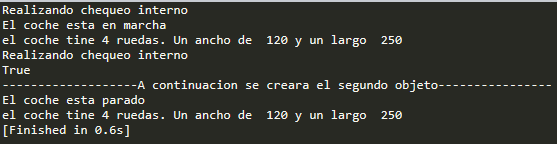 Realizando chequeo interno
El coche esta en marcha
el coche tine 4 ruedas. Un ancho de  120 y un largo  250
Realizando chequeo interno
True
------------------A continuacion se creara el segundo objeto---------------
El coche esta parado
el coche tine 4 ruedas. Un ancho de  120 y un largo  250
[Finished in 0.6s]